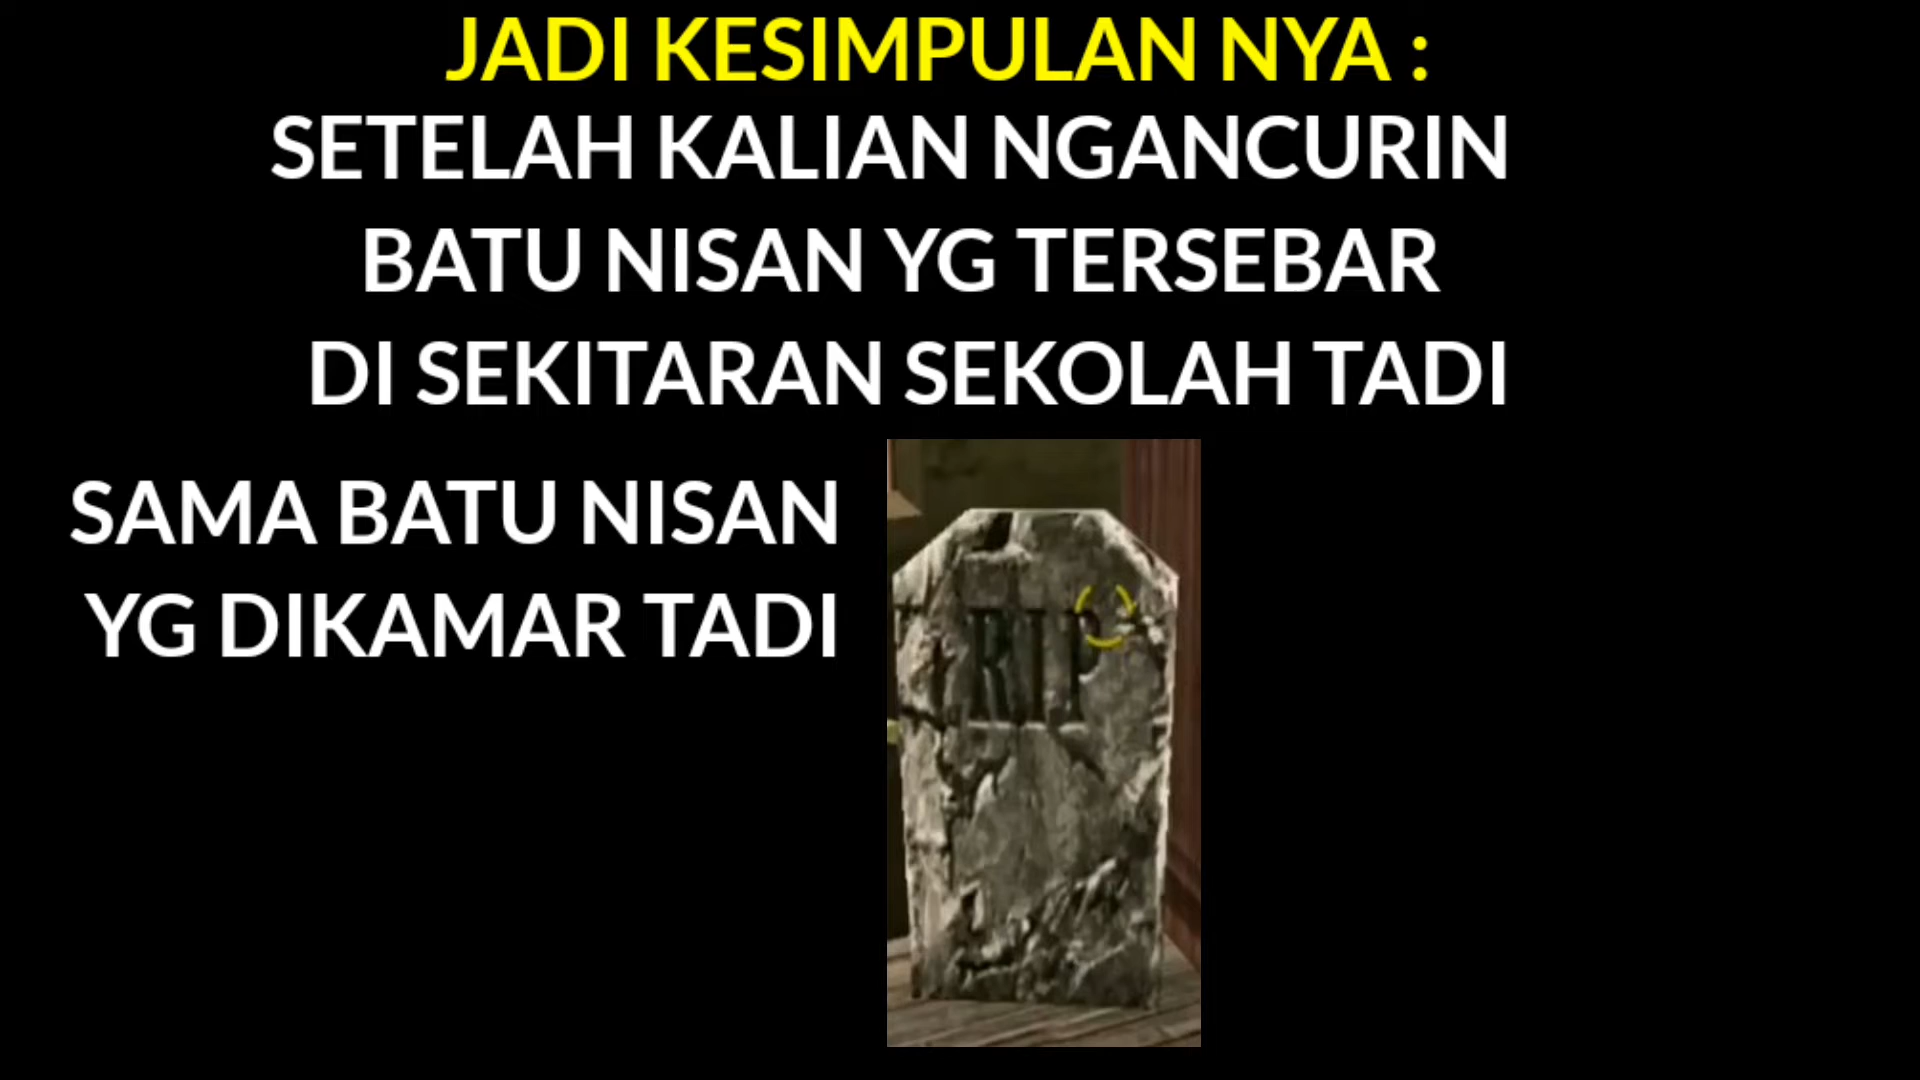 JADI KESIMPULAN NYA :
SETELAH KALIAN NGANCURIN
BATU NISAN YG TERSEBAR
DI SEKITARAN SEKOLAH TADI
SAMA BATU NISAN
YG DIKAMAR TADI
RIP